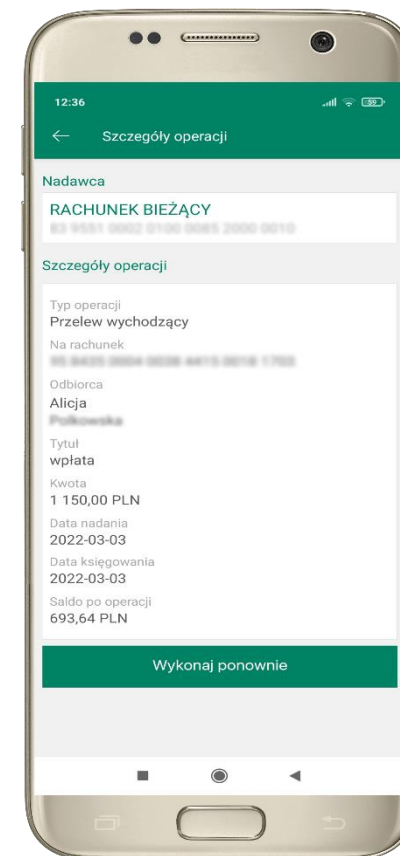 12:36
59
Szczegóły operacji
Nadawca
RACHUNEK BIEŻĄCY
Szczegóły operacji
Typ operacji
Przelew wychodzący
Na rachunek
Odbiorca
Alicja
Tytuł
wpłata
Kwota
1 150,00 PLN
Data nadania
2022-03-03
Data księgowania
2022-03-03
Saldo po operacji
693,64 PLN
Wykonaj ponownie